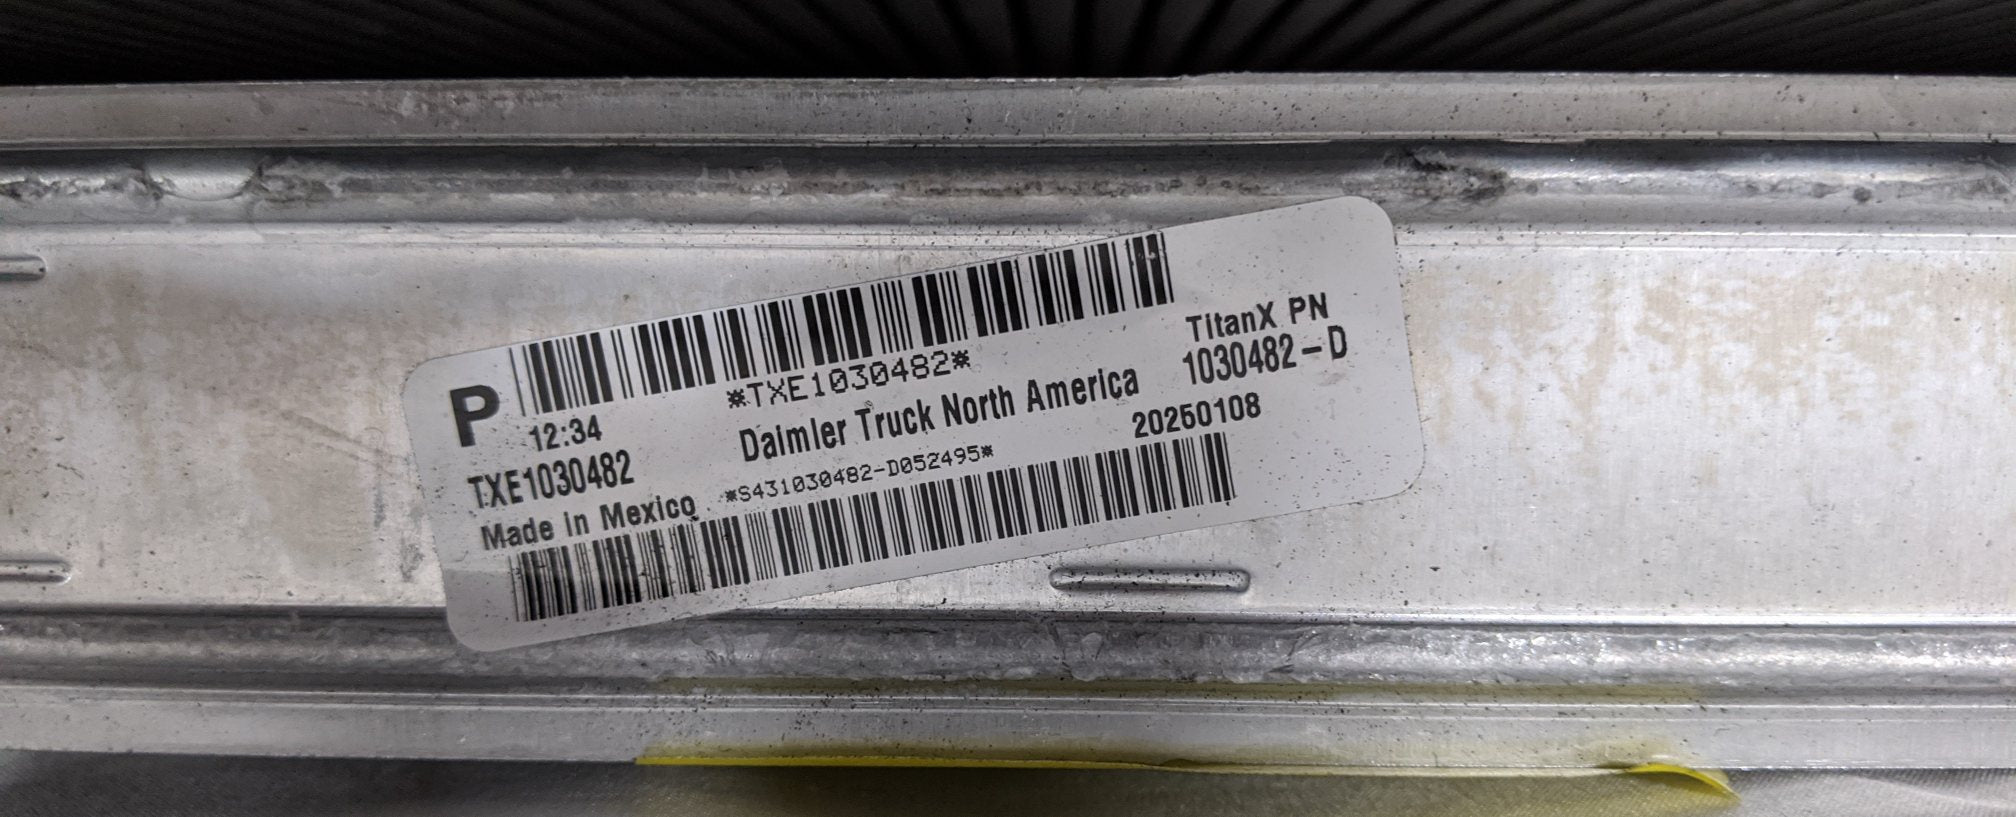 *TXE1030482*
TitanX PN
1030482-D
P
12:34
Daimler Truck North America
20250108
TXE1030482
*S431030482-D052495*
Made in Mexico